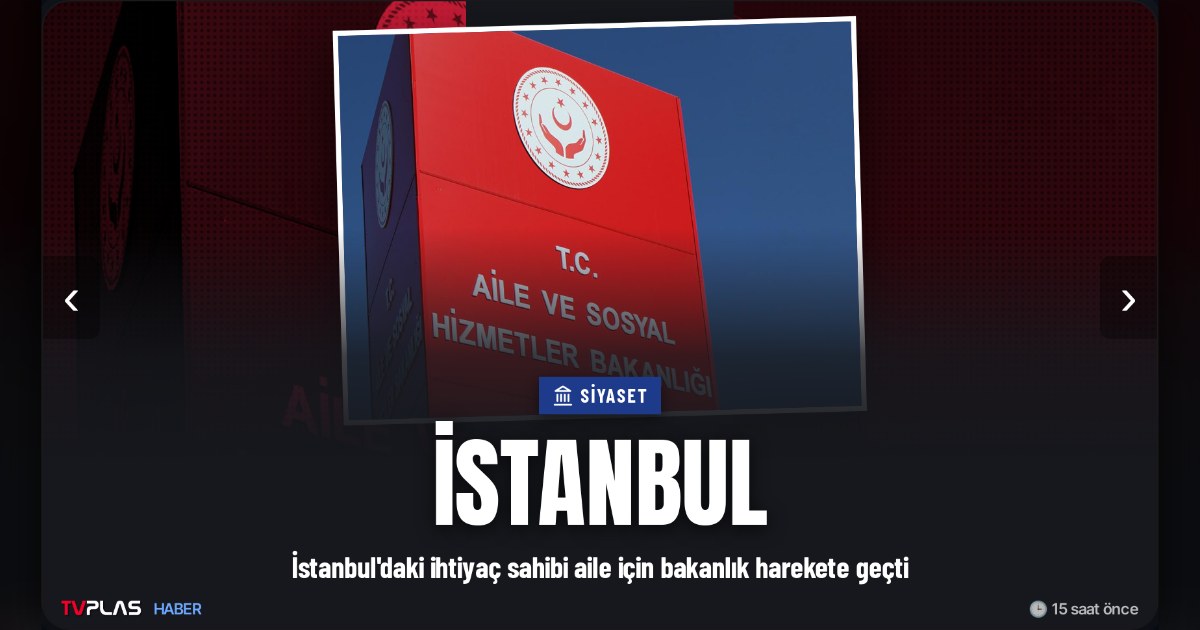 T.C.
AİLE VE SOSYAL
HİZMETLER BAKANLIĞI
SİYASET
İSTANBUL
İstanbul'daki ihtiyaç sahibi aile için bakanlık harekete geçti
TVPLAS HABER
15 saat önce